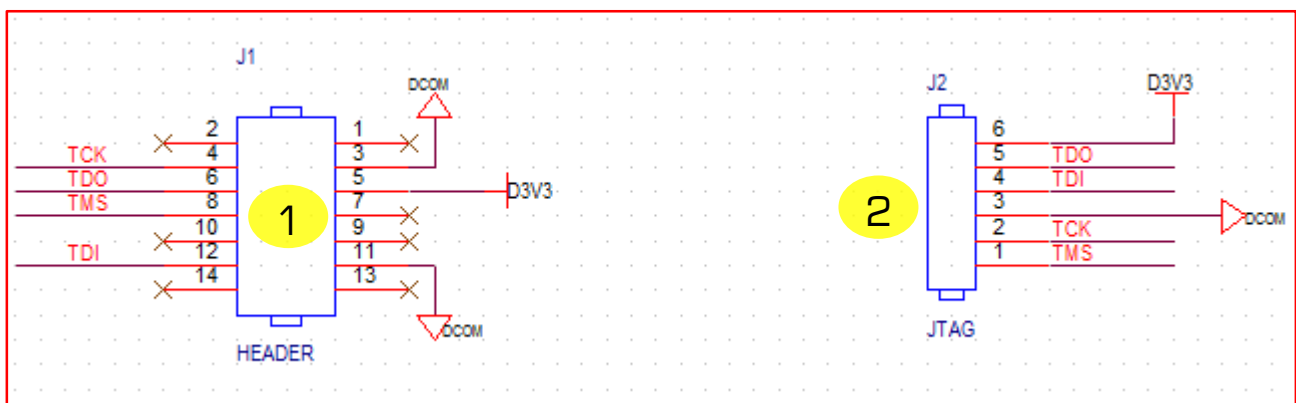 J1
DCOM
2 1
TCK 4 3
TDO 6 5 D3V3
TMS 8 7
1
10 9
TDI 12 11
14 13
DCOM
HEADER
J2
D3V3
6
5 TDO
4 TDI
2
3 DCOM
2 TCK
1 TMS
JTAG